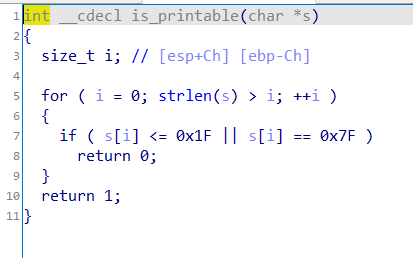 1 int __cdecl is_printable(char *s)
2 {
3 size_t i; // [esp+Ch] [ebp-Ch]
4
5 for ( i = 0; strlen(s) > i; ++i )
6 {
7 if ( s[i] <= 0x1F || s[i] == 0x7F )
8 return 0;
9 }
10 return 1;
11 }